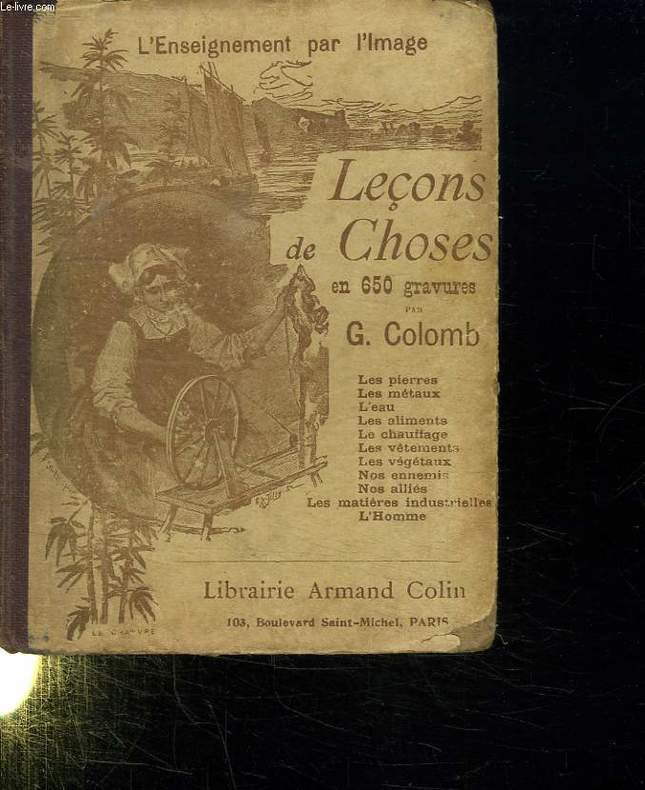 Le-livre.com
L'Enseignement par l'Image
Leçons
de Choses
en 650 gravures
PAR
G. Colomb
Les pierres
Les métaux
L'eau
Les aliments
Le chauffage
Les vêtements
Les végétaux
Nos ennemis
Nos alliés
Les matières industrielles
L'Homme
Librairie Armand Colin
103, Boulevard Saint-Michel, PARIS
LE CHANVRE